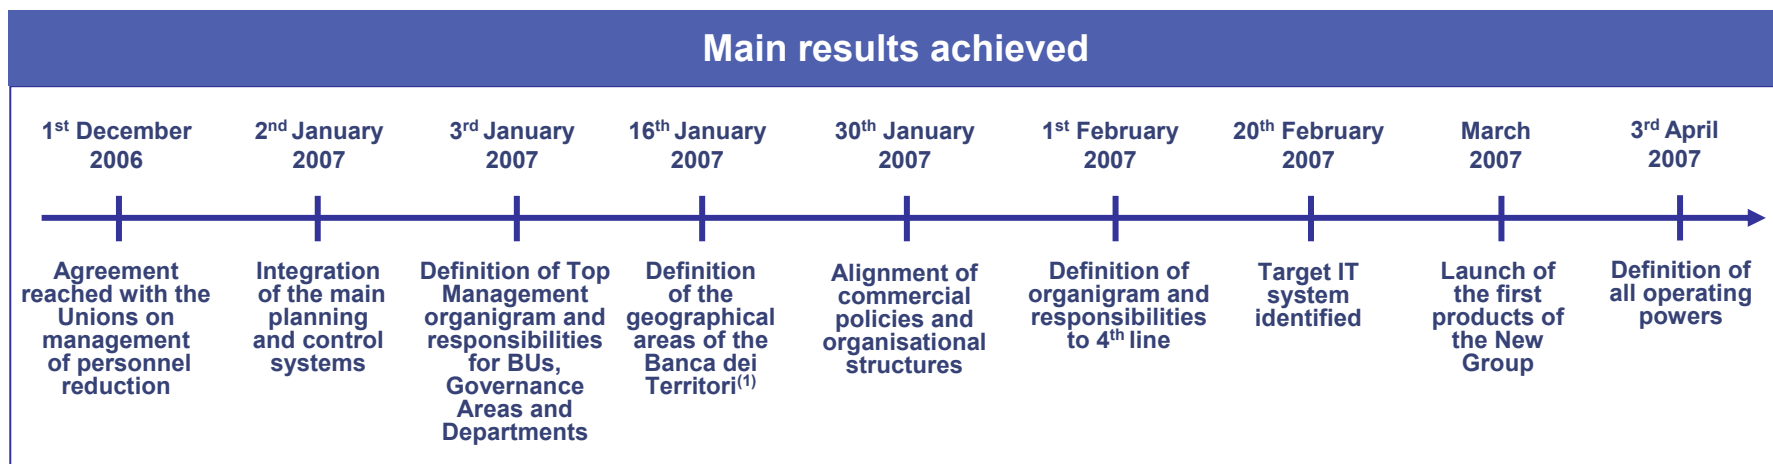 Main results achieved
1st December
2006
2nd January
2007
3rd January
2007
16th January
2007
30th January
2007
1st February
2007
20th February
2007
March
2007
3rd April
2007
Agreement
reached with the
Unions on
management
of personnel
reduction
Integration
of the main
planning
and control
systems
Definition of Top
Management
organigram and
responsibilities
for BUs,
Governance
Areas and
Departments
Definition
of the
geographical
areas of the
Banca dei
Territori(1)
Alignment of
commercial
policies and
organisational
structures
Definition of
organigram and
responsibilities
to 4th line
Target IT
system
identified
Launch of
the first
products of
the New
Group
Definition of
all operating
powers